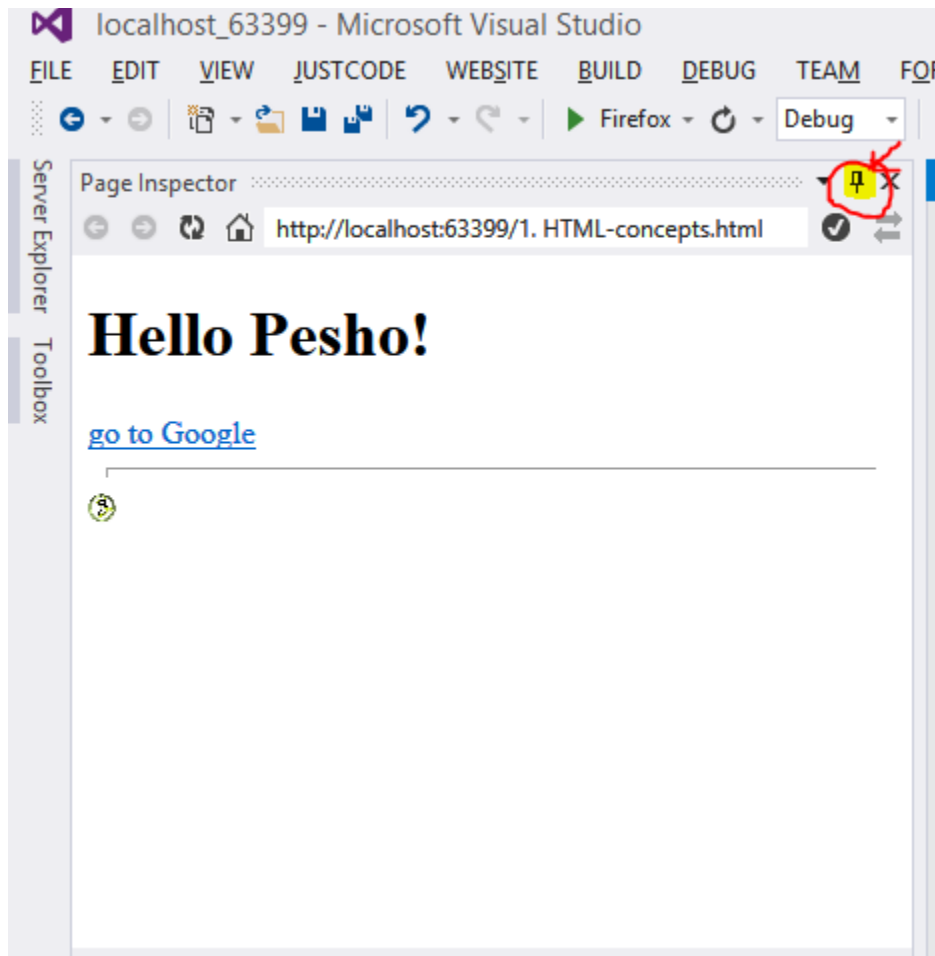 localhost_63399 - Microsoft Visual Studio
FILE EDIT VIEW JUSTCODE WEBSITE BUILD DEBUG TEAM
Firefox Debug
Server Explorer
Toolbox
Page Inspector
http://localhost:63399/1. HTML-concepts.html
Hello Pesho!
go to Google